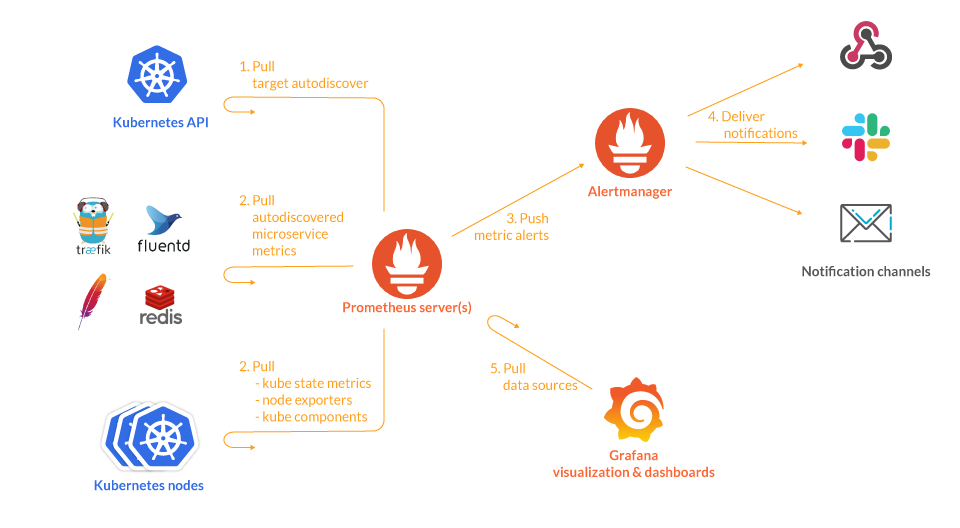 1. Pull
target autodiscover
Kubernetes API
4. Deliver
notifications
Alertmanager
2. Pull
autodiscovered
microservice
metrics
træfik
fluentd
3. Push
metric alerts
Notification channels
redis
Prometheus server(s)
2. Pull
- kube state metrics
- node exporters
- kube components
5. Pull
data sources
Grafana
visualization & dashboards
Kubernetes nodes